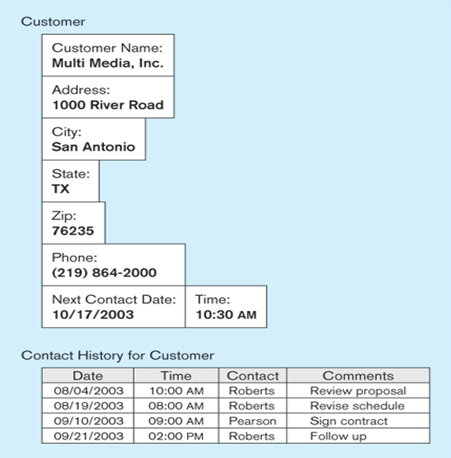 Customer
Customer Name:
Multi Media, Inc.
Address:
1000 River Road
City:
San Antonio
State:
TX
Zip:
76235
Phone:
(219) 864-2000
Next Contact Date: Time:
10/17/2003 10:30 AM
Contact History for Customer
Date Time Contact Comments
08/04/2003 10:00 AM Roberts Review proposal
08/19/2003 08:00 AM Roberts Revise schedule
09/10/2003 09:00 AM Pearson Sign contract
09/21/2003 02:00 PM Roberts Follow up